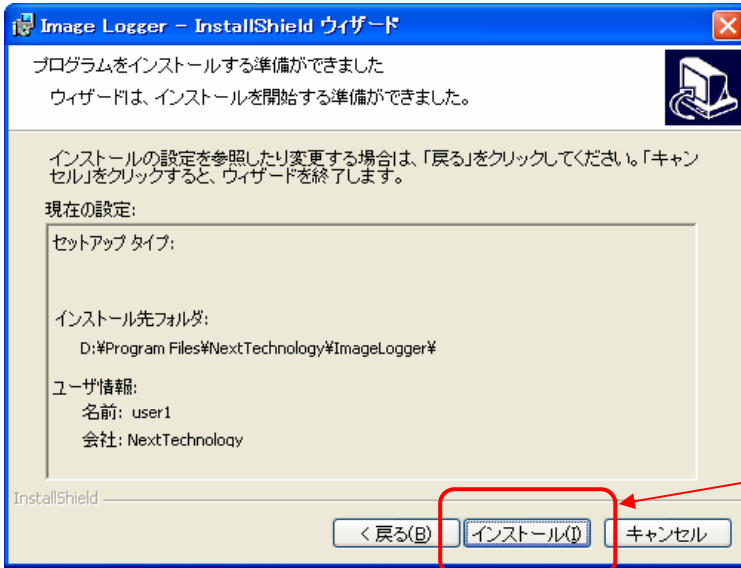 Image Logger - InstallShield ウィザード
プログラムをインストールする準備ができました
ウィザードは、インストールを開始する準備ができました。
インストールの設定を参照したり変更する場合は、「戻る」をクリックしてください。「キャン
セル」をクリックすると、ウィザードを終了します。
現在の設定:
セットアップ タイプ:
インストール先フォルダ:
D:¥Program Files¥NextTechnology¥ImageLogger¥
ユーザ情報:
名前: user1
会社: NextTechnology
InstallShield
< 戻る(B) インストール(I) キャンセル